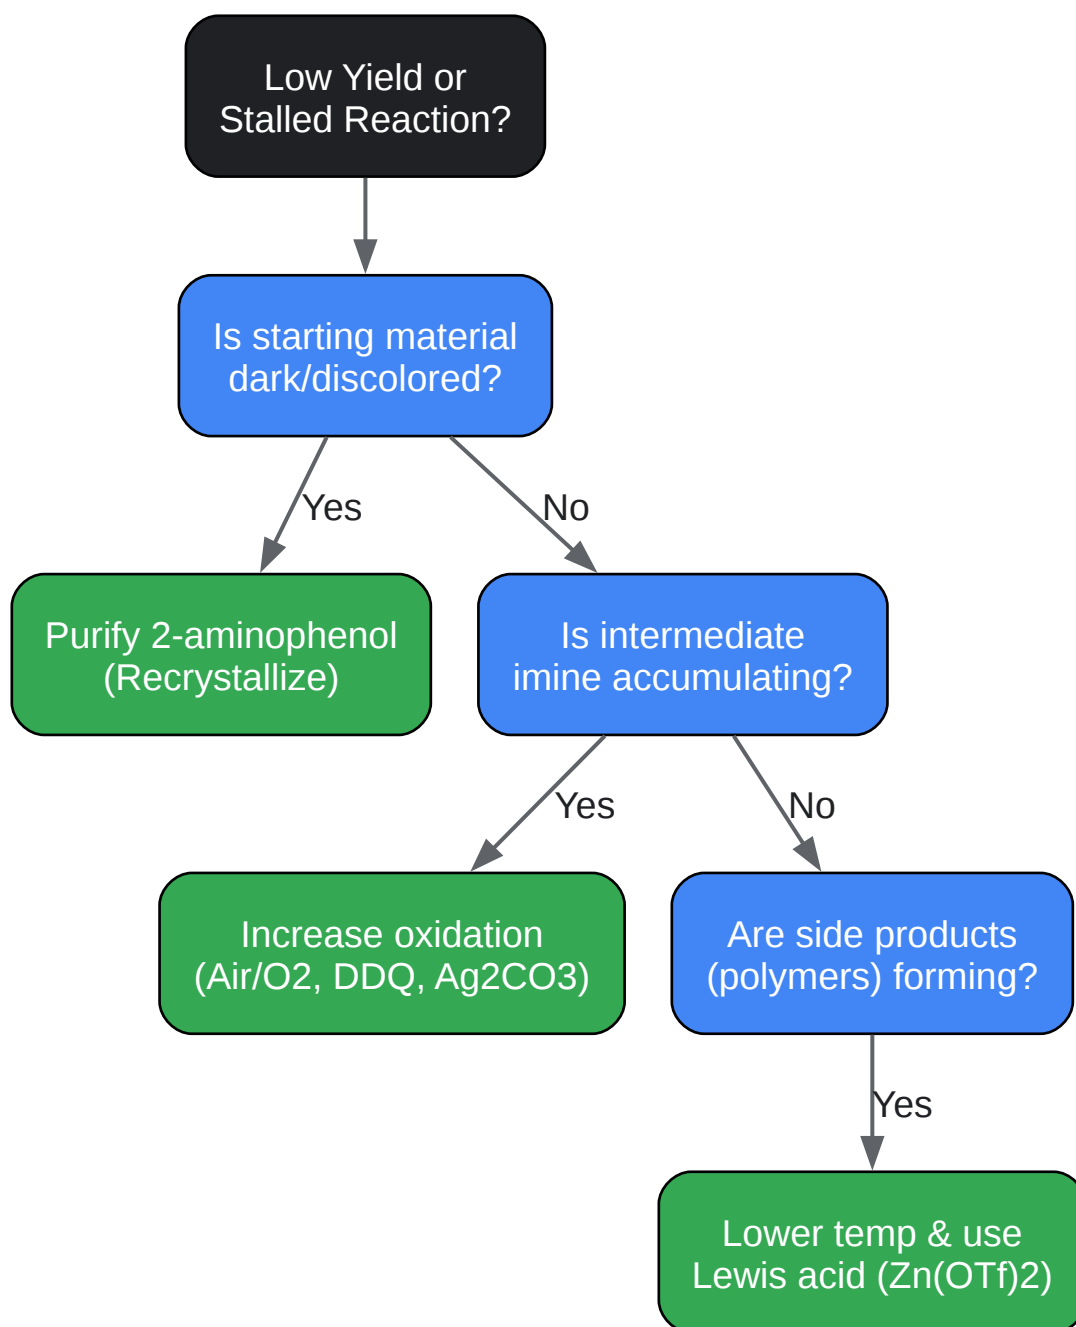 Low Yield or
Stalled Reaction?
Is starting material
dark/discolored?
Yes
No
Purify 2-aminophenol
(Recrystallize)
Is intermediate
imine accumulating?
Yes
No
Increase oxidation
(Air/O2, DDQ, Ag2CO3)
Are side products
(polymers) forming?
Yes
Lower temp & use
Lewis acid (Zn(OTf)2)